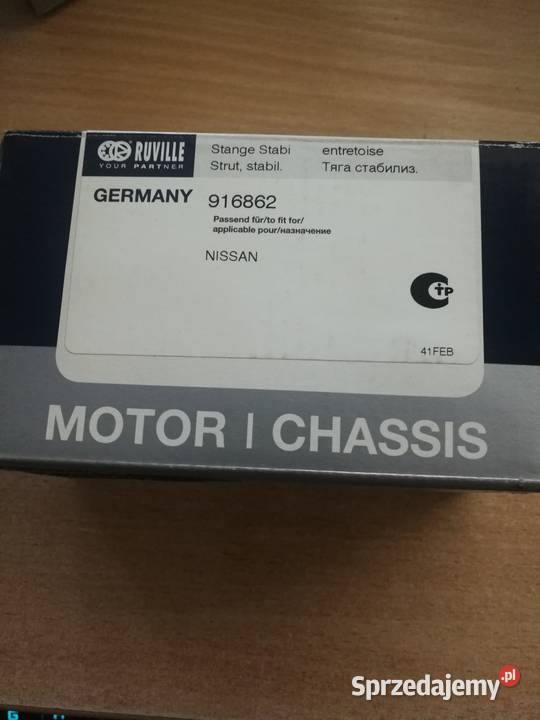 RUVILLE
YOUR PARTNER
Stange Stabi entretoise
Strut, stabil. Тяга стабилиз.
GERMANY 916862
Passend für/to fit for/
applicable pour/назначение
NISSAN
СТР
41FEB
MOTOR | CHASSIS
Sprzedajemy.pl